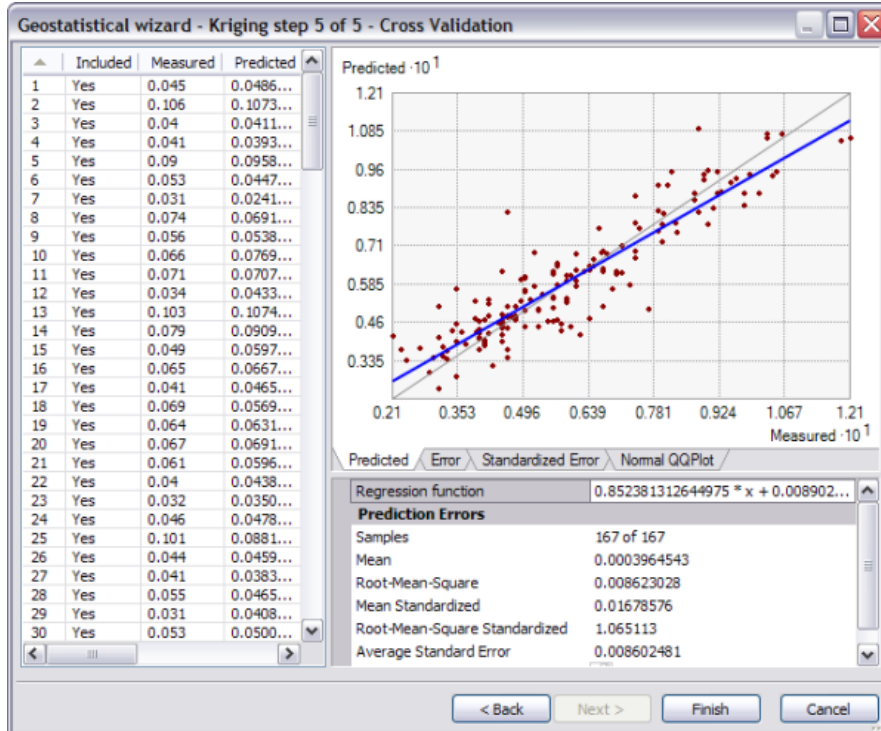 Geostatistical wizard - Kriging step 5 of 5 - Cross Validation
Included Measured Predicted
1 Yes 0.045 0.0486...
2 Yes 0.106 0.1073...
3 Yes 0.04 0.0411...
4 Yes 0.041 0.0393...
5 Yes 0.09 0.0958...
6 Yes 0.053 0.0447...
7 Yes 0.031 0.0241...
8 Yes 0.074 0.0691...
9 Yes 0.056 0.0538...
10 Yes 0.066 0.0769...
11 Yes 0.071 0.0707...
12 Yes 0.034 0.0433...
13 Yes 0.103 0.1074...
14 Yes 0.079 0.0909...
15 Yes 0.049 0.0597...
16 Yes 0.065 0.0667...
17 Yes 0.041 0.0465...
18 Yes 0.069 0.0569...
19 Yes 0.064 0.0631...
20 Yes 0.067 0.0691...
21 Yes 0.061 0.0596...
22 Yes 0.04 0.0438...
23 Yes 0.032 0.0350...
24 Yes 0.046 0.0478...
25 Yes 0.101 0.0881...
26 Yes 0.044 0.0459...
27 Yes 0.041 0.0383...
28 Yes 0.055 0.0465...
29 Yes 0.031 0.0408...
30 Yes 0.053 0.0500...
Predicted ·10 1
1.21
1.085
0.96
0.835
0.71
0.585
0.46
0.335
0.21 0.353 0.496 0.639 0.781 0.924 1.067 1.21
Measured ·10 1
Predicted Error Standardized Error Normal QQPlot
Regression function 0.852381312644975 * x + 0.008902...
Prediction Errors
Samples 167 of 167
Mean 0.0003964543
Root-Mean-Square 0.008623028
Mean Standardized 0.01678576
Root-Mean-Square Standardized 1.065113
Average Standard Error 0.008602481
< Back Next > Finish Cancel